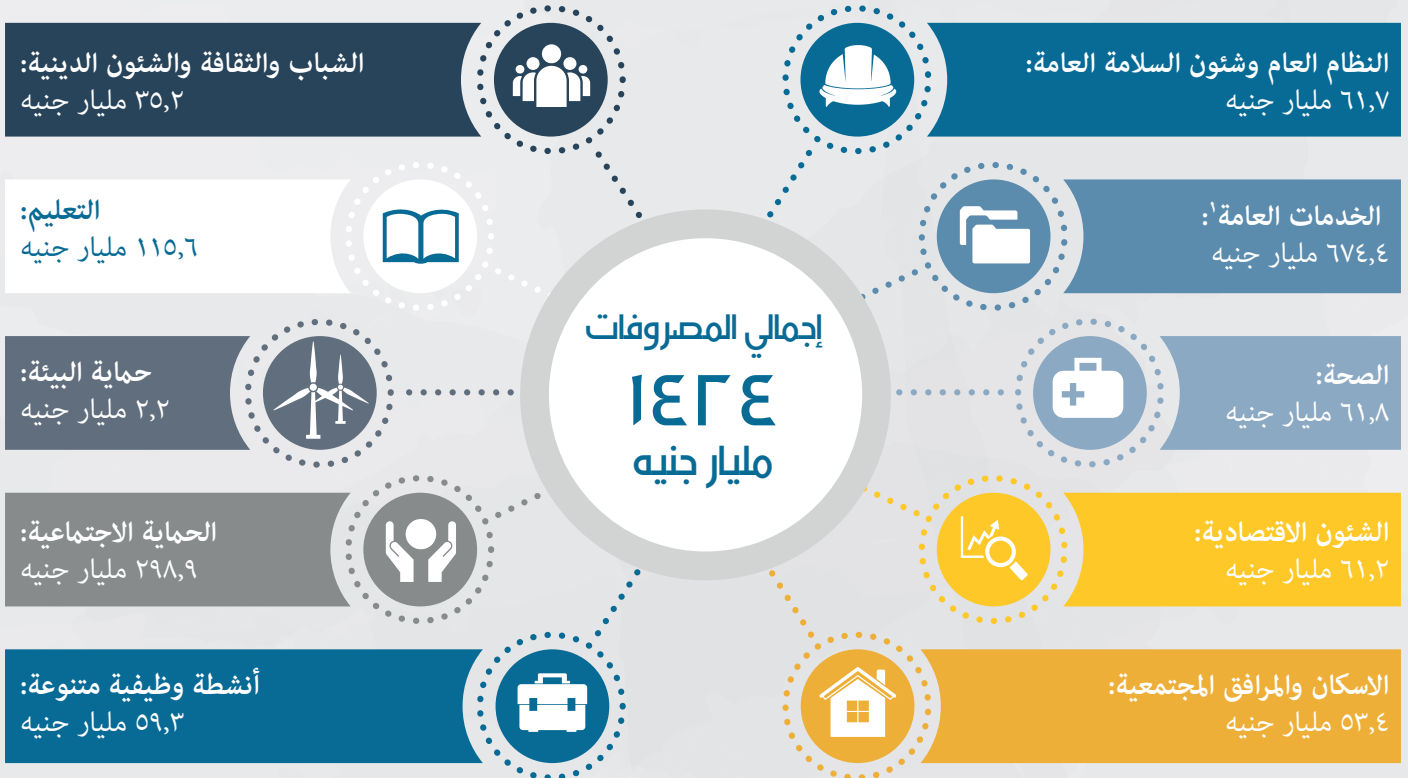 النظام العام وشئون السلامة العامة:
٦١,٧ مليار جنيه
الخدمات العامة¹:
٦٧٤,٤ مليار جنيه
الصحة:
٦١,٨ مليار جنيه
الشئون الاقتصادية:
٦١,٢ مليار جنيه
الاسكان والمرافق المجتمعية:
٥٣,٤ مليار جنيه
إجمالي المصروفات
١٤٢٤
مليار جنيه
الشباب والثقافة والشئون الدينية:
٣٥,٢ مليار جنيه
التعليم:
١١٥,٦ مليار جنيه
حماية البيئة:
٢,٢ مليار جنيه
الحماية الاجتماعية:
٢٩٨,٩ مليار جنيه
أنشطة وظيفية متنوعة:
٥٩,٣ مليار جنيه